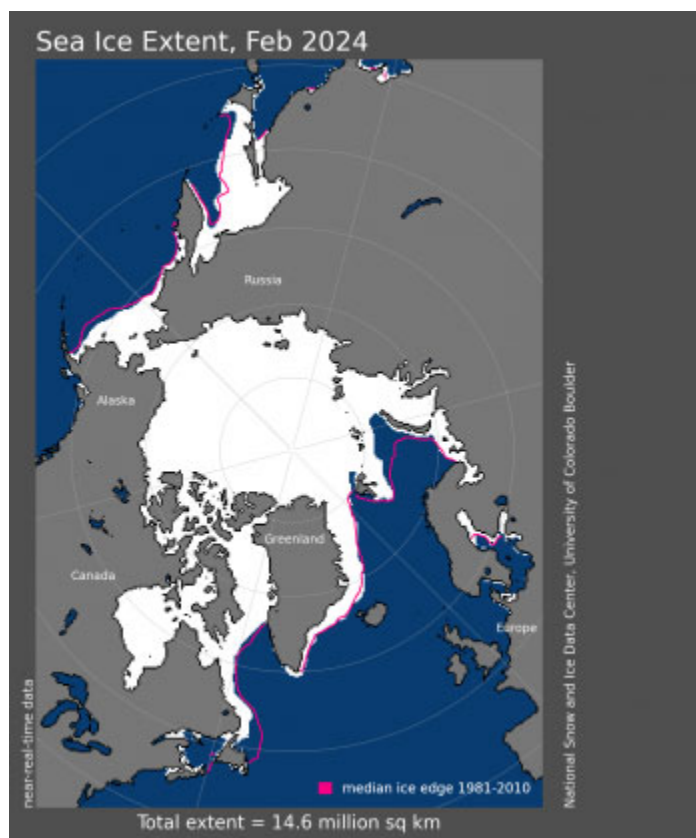 Sea Ice Extent, Feb 2024
Russia
Alaska
Greenland
Canada
Europe
near-real-time data
National Snow and Ice Data Center, University of Colorado Boulder
median ice edge 1981-2010
Total extent = 14.6 million sq km